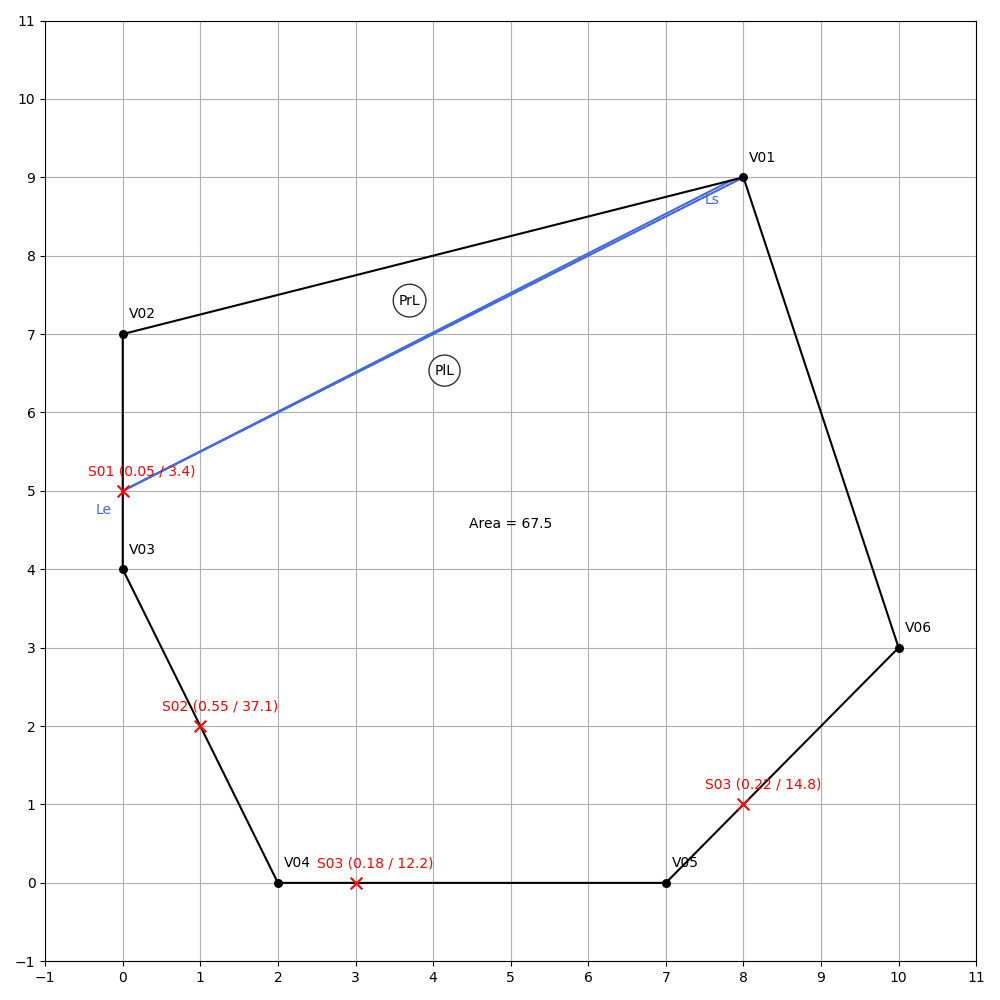 11
10
9
8
7
6
5
4
3
2
1
0
−1
V01
Ls
PrL
V02
PlL
S01 (0.05 / 3.4)
Le
Area = 67.5
V03
V06
S02 (0.55 / 37.1)
S03 (0.22 / 14.8)
V04
S03 (0.18 / 12.2)
V05
−1 0 1 2 3 4 5 6 7 8 9 10 11